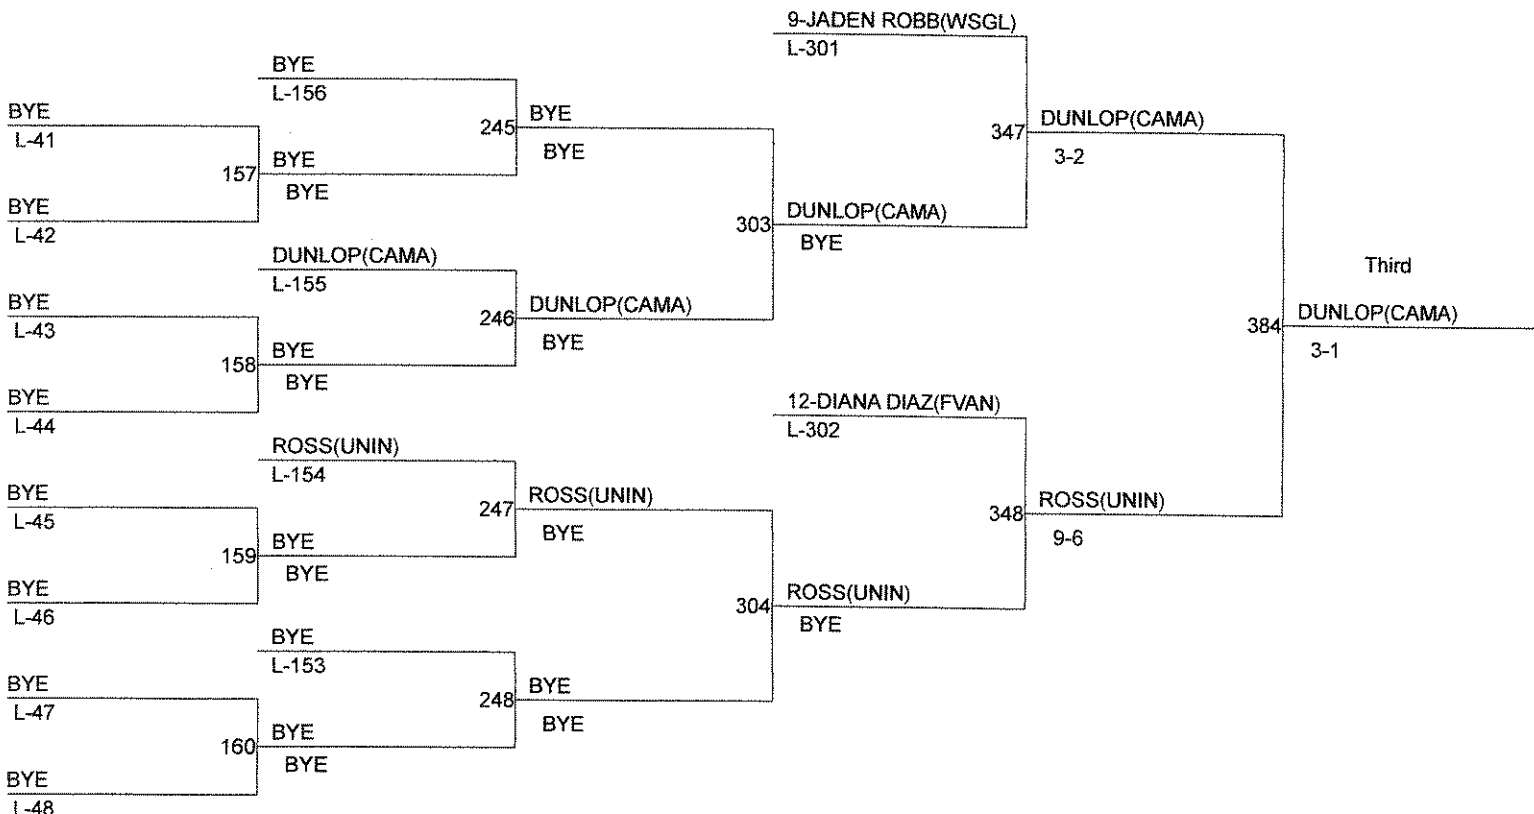 BYE
L-41
BYE
L-42
157
BYE
L-43
BYE
L-44
158
BYE
L-45
BYE
L-46
159
BYE
L-47
BYE
L-48
160
BYE
L-156
BYE
BYE
245
DUNLOP(CAMA)
L-155
BYE
BYE
246
ROSS(UNIN)
L-154
BYE
BYE
247
BYE
L-153
BYE
BYE
248
BYE
BYE
303
DUNLOP(CAMA)
BYE
ROSS(UNIN)
BYE
304
BYE
BYE
9-JADEN ROBB(WSGL)
L-301
347
DUNLOP(CAMA)
BYE
12-DIANA DIAZ(FVAN)
L-302
348
ROSS(UNIN)
BYE
DUNLOP(CAMA)
3-2
384
ROSS(UNIN)
9-6
Third
DUNLOP(CAMA)
3-1